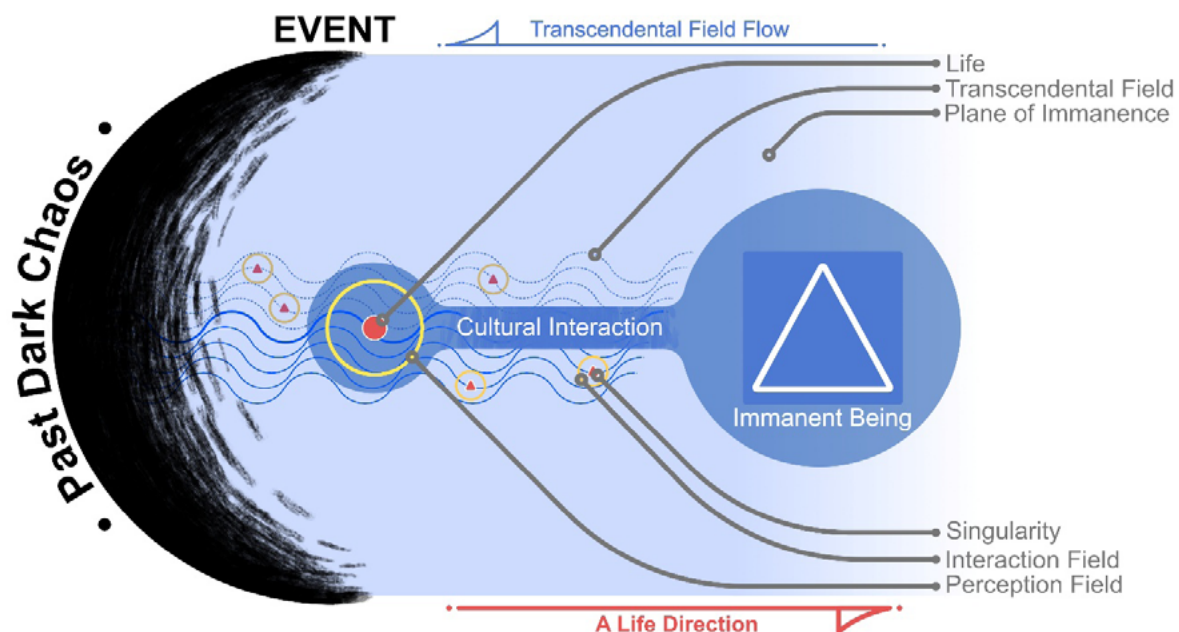 EVENT
Transcendental Field Flow
Life
Transcendental Field
Plane of Immanence
• Past Dark Chaos •
Cultural Interaction
Immanent Being
Singularity
Interaction Field
Perception Field
A Life Direction